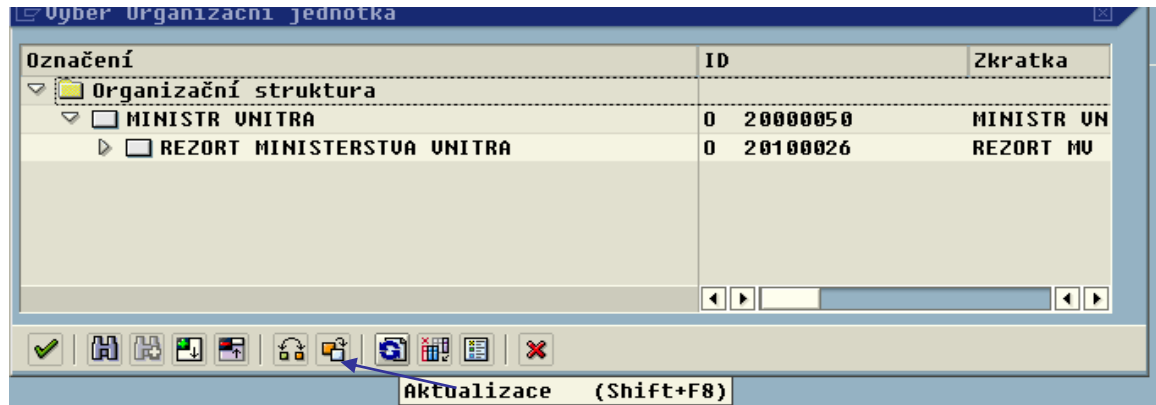 Výběr Organizační jednotka
Označení ID Zkratka
Organizační struktura
MINISTR VNITRA O 20000050 MINISTR VN
REZORT MINISTERSTVA VNITRA O 20100026 REZORT MV
Aktualizace (Shift+F8)